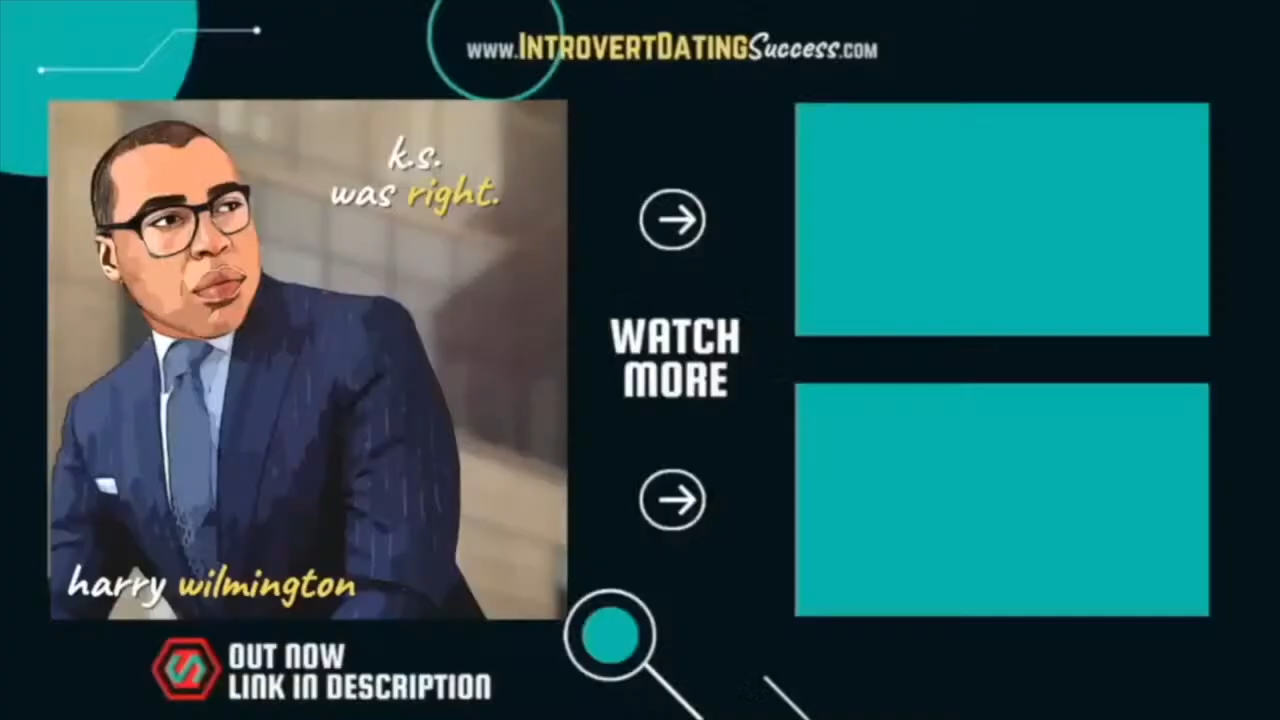 www.IntrovertDatingSuccess.com
k.s.
was right.
harry wilmington
WATCH
MORE
OUT NOW
LINK IN DESCRIPTION